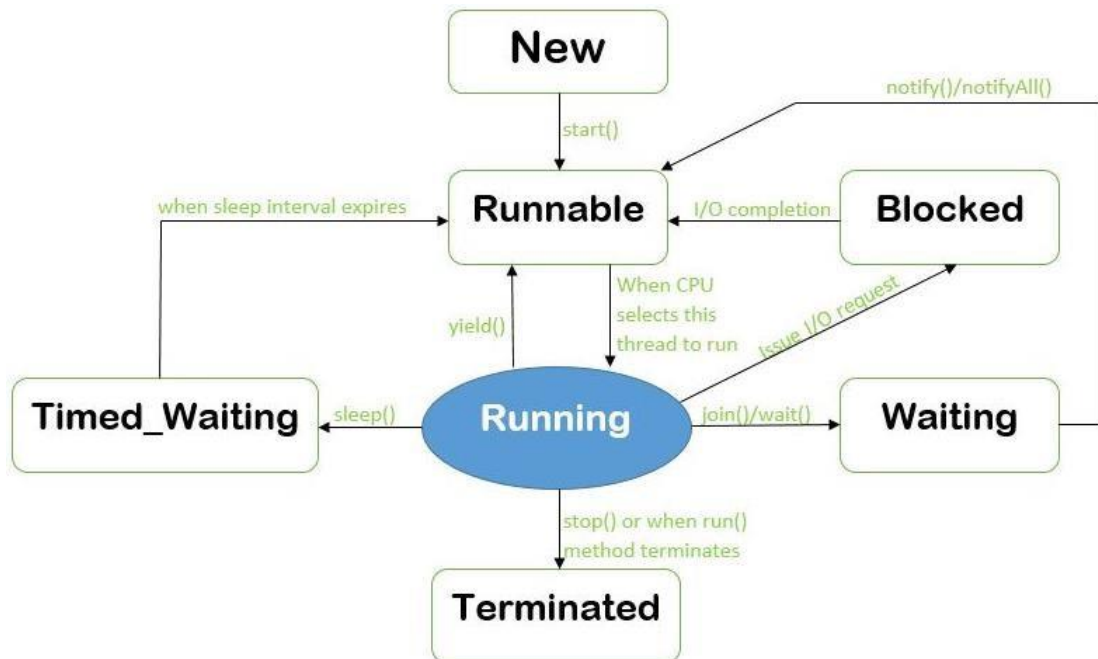 New
notify()/notifyAll()
start()
when sleep interval expires
Runnable
I/O completion
Blocked
When CPU
selects this
thread to run
yield()
issue I/O request
Timed_Waiting
sleep()
Running
join()/wait()
Waiting
stop() or when run()
method terminates
Terminated